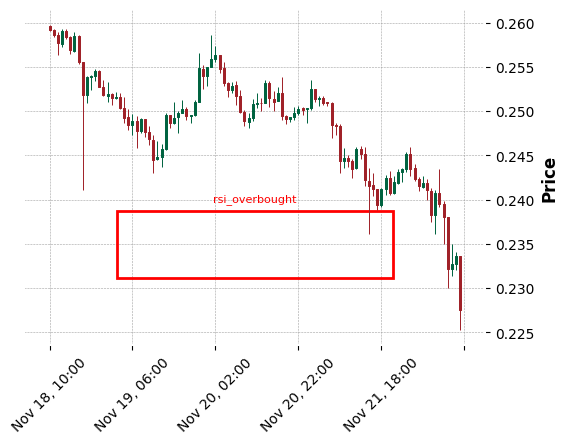 0.260
0.255
0.250
0.245
0.240
0.235
0.230
0.225
Price
rsi_overbought
Nov 18, 10:00
Nov 19, 06:00
Nov 20, 02:00
Nov 20, 22:00
Nov 21, 18:00